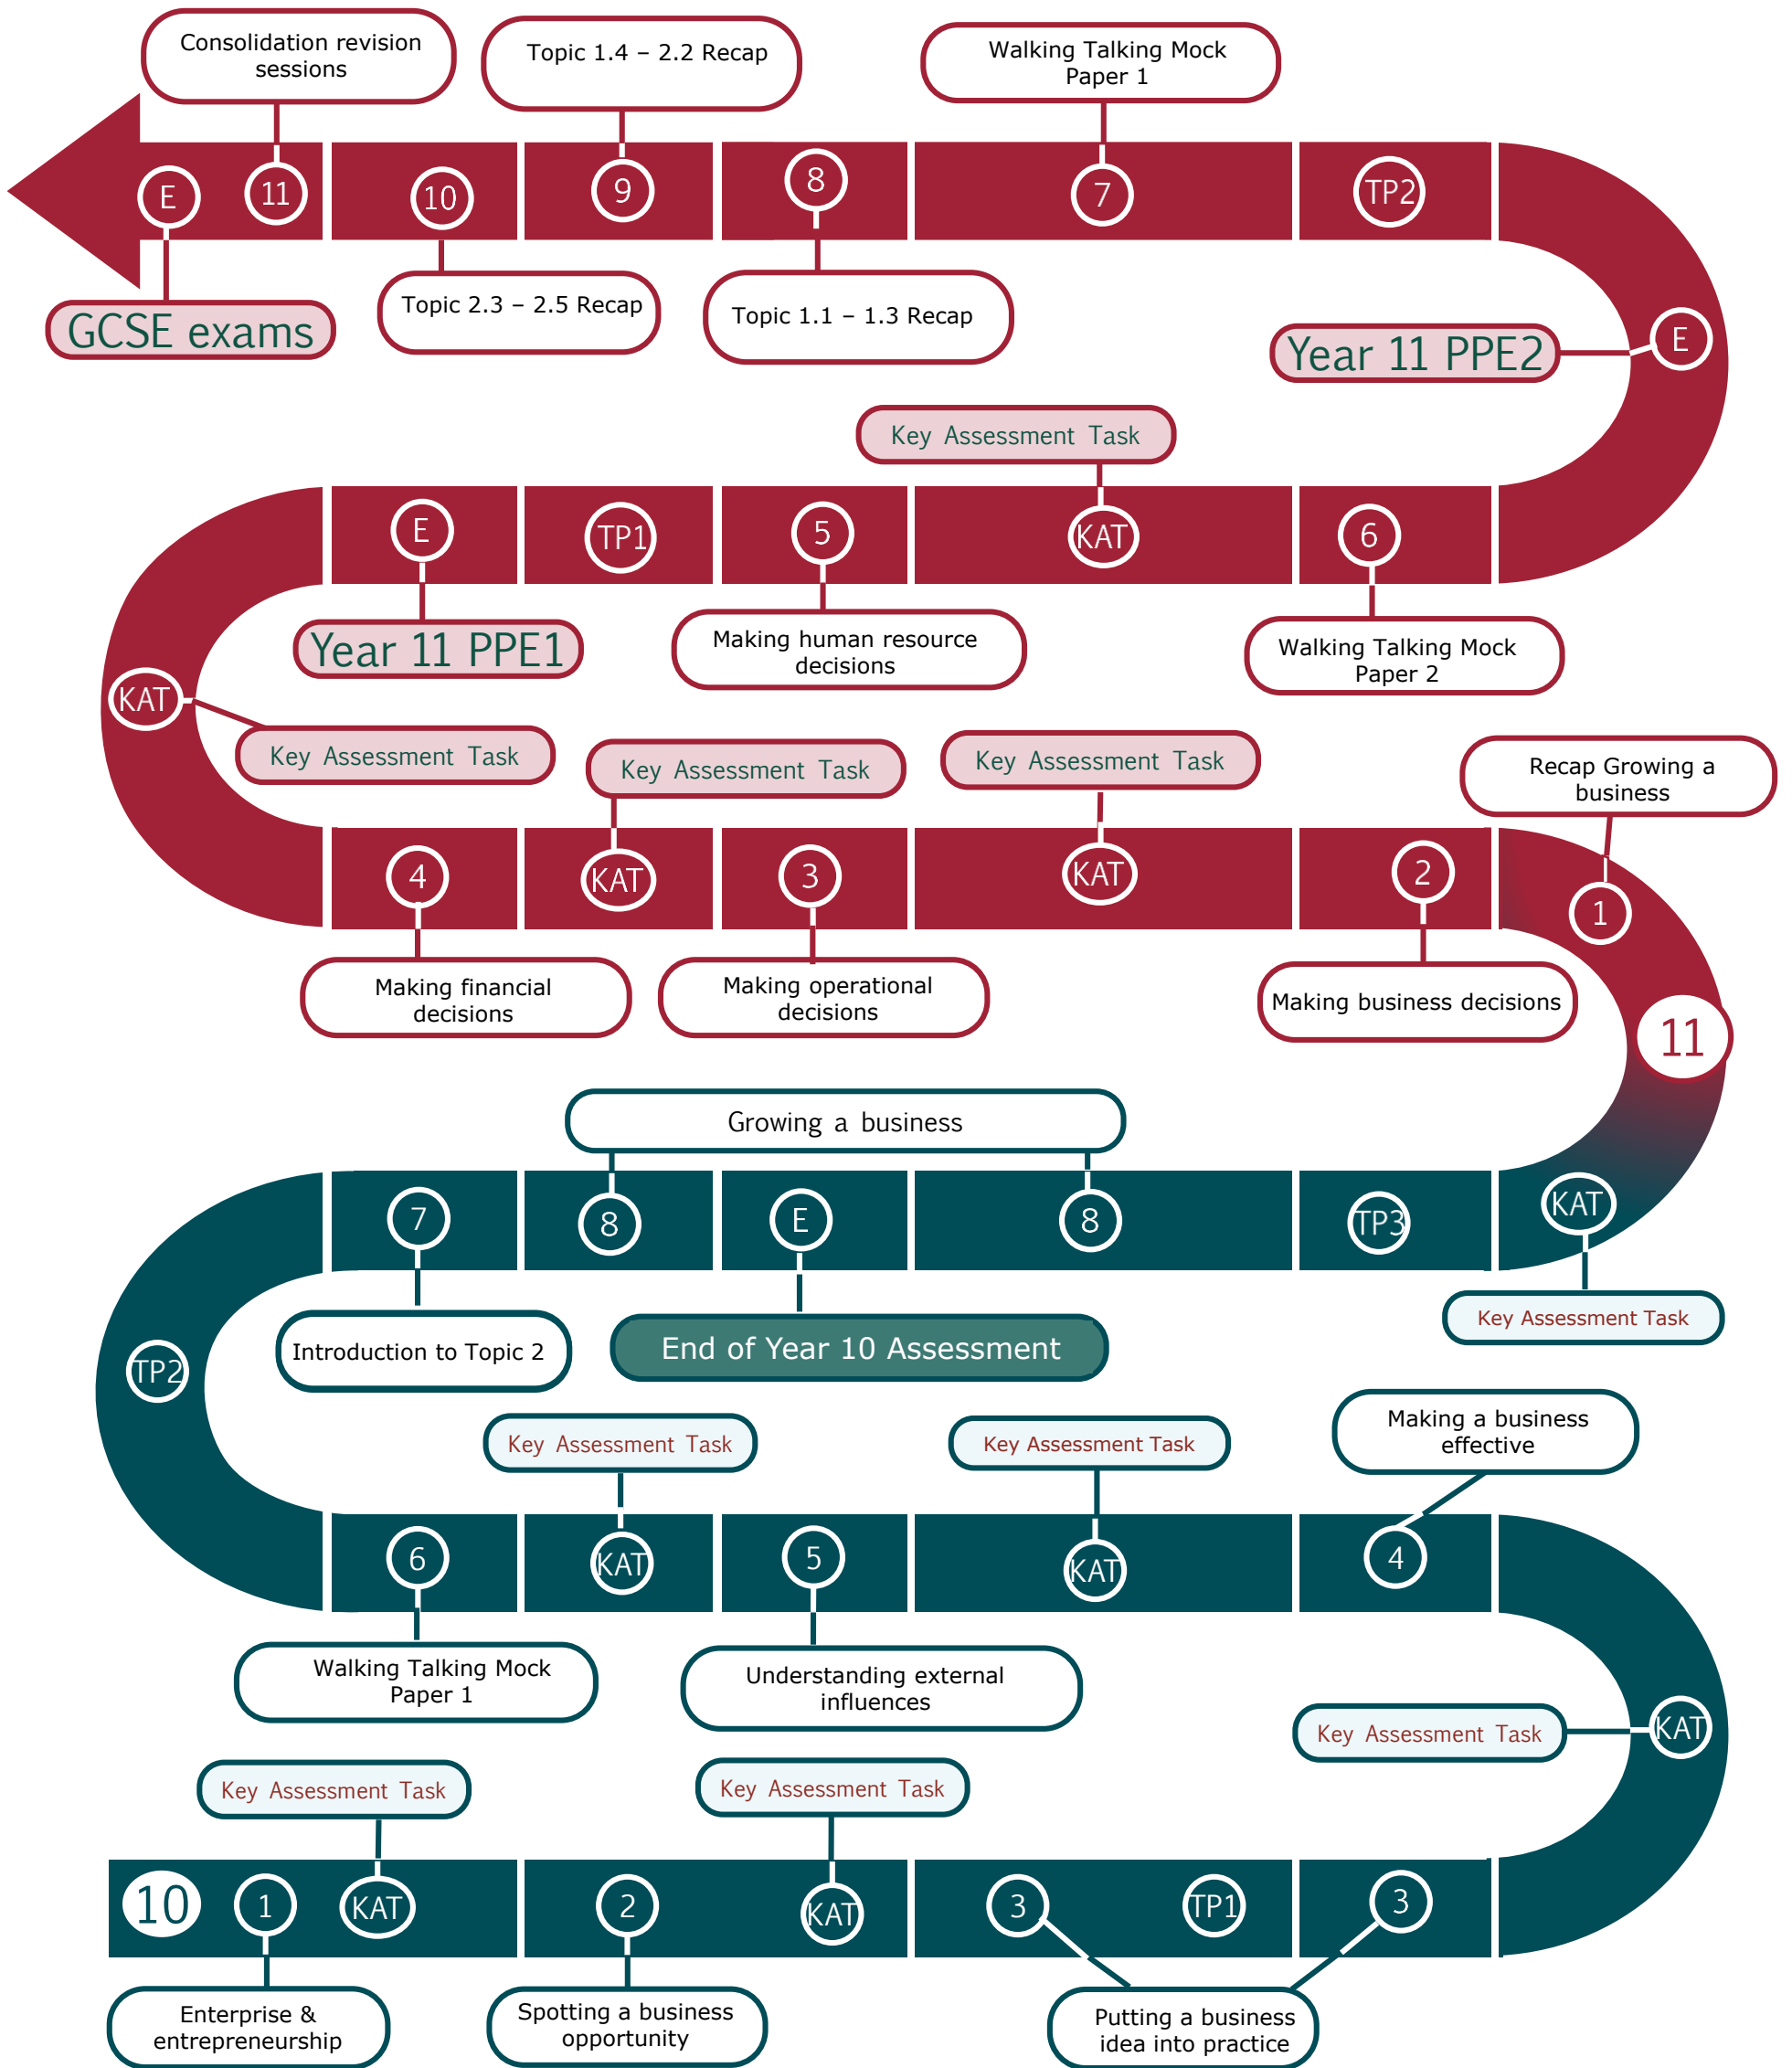 Consolidation revision
sessions
Topic 1.4 – 2.2 Recap
Walking Talking Mock
Paper 1
E
11
10
9
8
7
TP2
GCSE exams
Topic 2.3 – 2.5 Recap
Topic 1.1 – 1.3 Recap
Year 11 PPE2
E
Key Assessment Task
E
TP1
5
KAT
6
Year 11 PPE1
Making human resource
decisions
Walking Talking Mock
Paper 2
KAT
Key Assessment Task
Key Assessment Task
Key Assessment Task
Recap Growing a
business
4
KAT
3
KAT
2
1
Making financial
decisions
Making operational
decisions
Making business decisions
11
Growing a business
7
8
E
8
TP3
KAT
Introduction to Topic 2
End of Year 10 Assessment
Key Assessment Task
TP2
Key Assessment Task
Key Assessment Task
Making a business
effective
6
KAT
5
KAT
4
Walking Talking Mock
Paper 1
Understanding external
influences
Key Assessment Task
KAT
Key Assessment Task
Key Assessment Task
10
1
KAT
2
KAT
3
TP1
3
Enterprise &
entrepreneurship
Spotting a business
opportunity
Putting a business
idea into practice